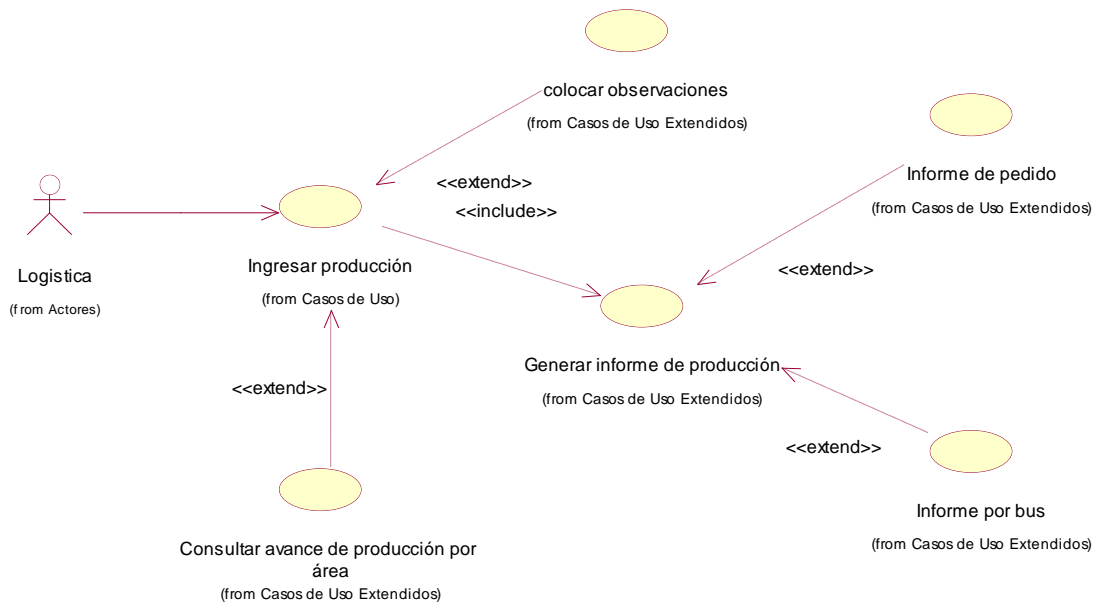 colocar observaciones
(from Casos de Uso Extendidos)
Informe de pedido
(from Casos de Uso Extendidos)
<<extend>>
<<include>>
Logistica
(from Actores)
Ingresar producción
(from Casos de Uso)
<<extend>>
Generar informe de producción
(from Casos de Uso Extendidos)
<<extend>>
<<extend>>
Informe por bus
(from Casos de Uso Extendidos)
Consultar avance de producción por
área
(from Casos de Uso Extendidos)